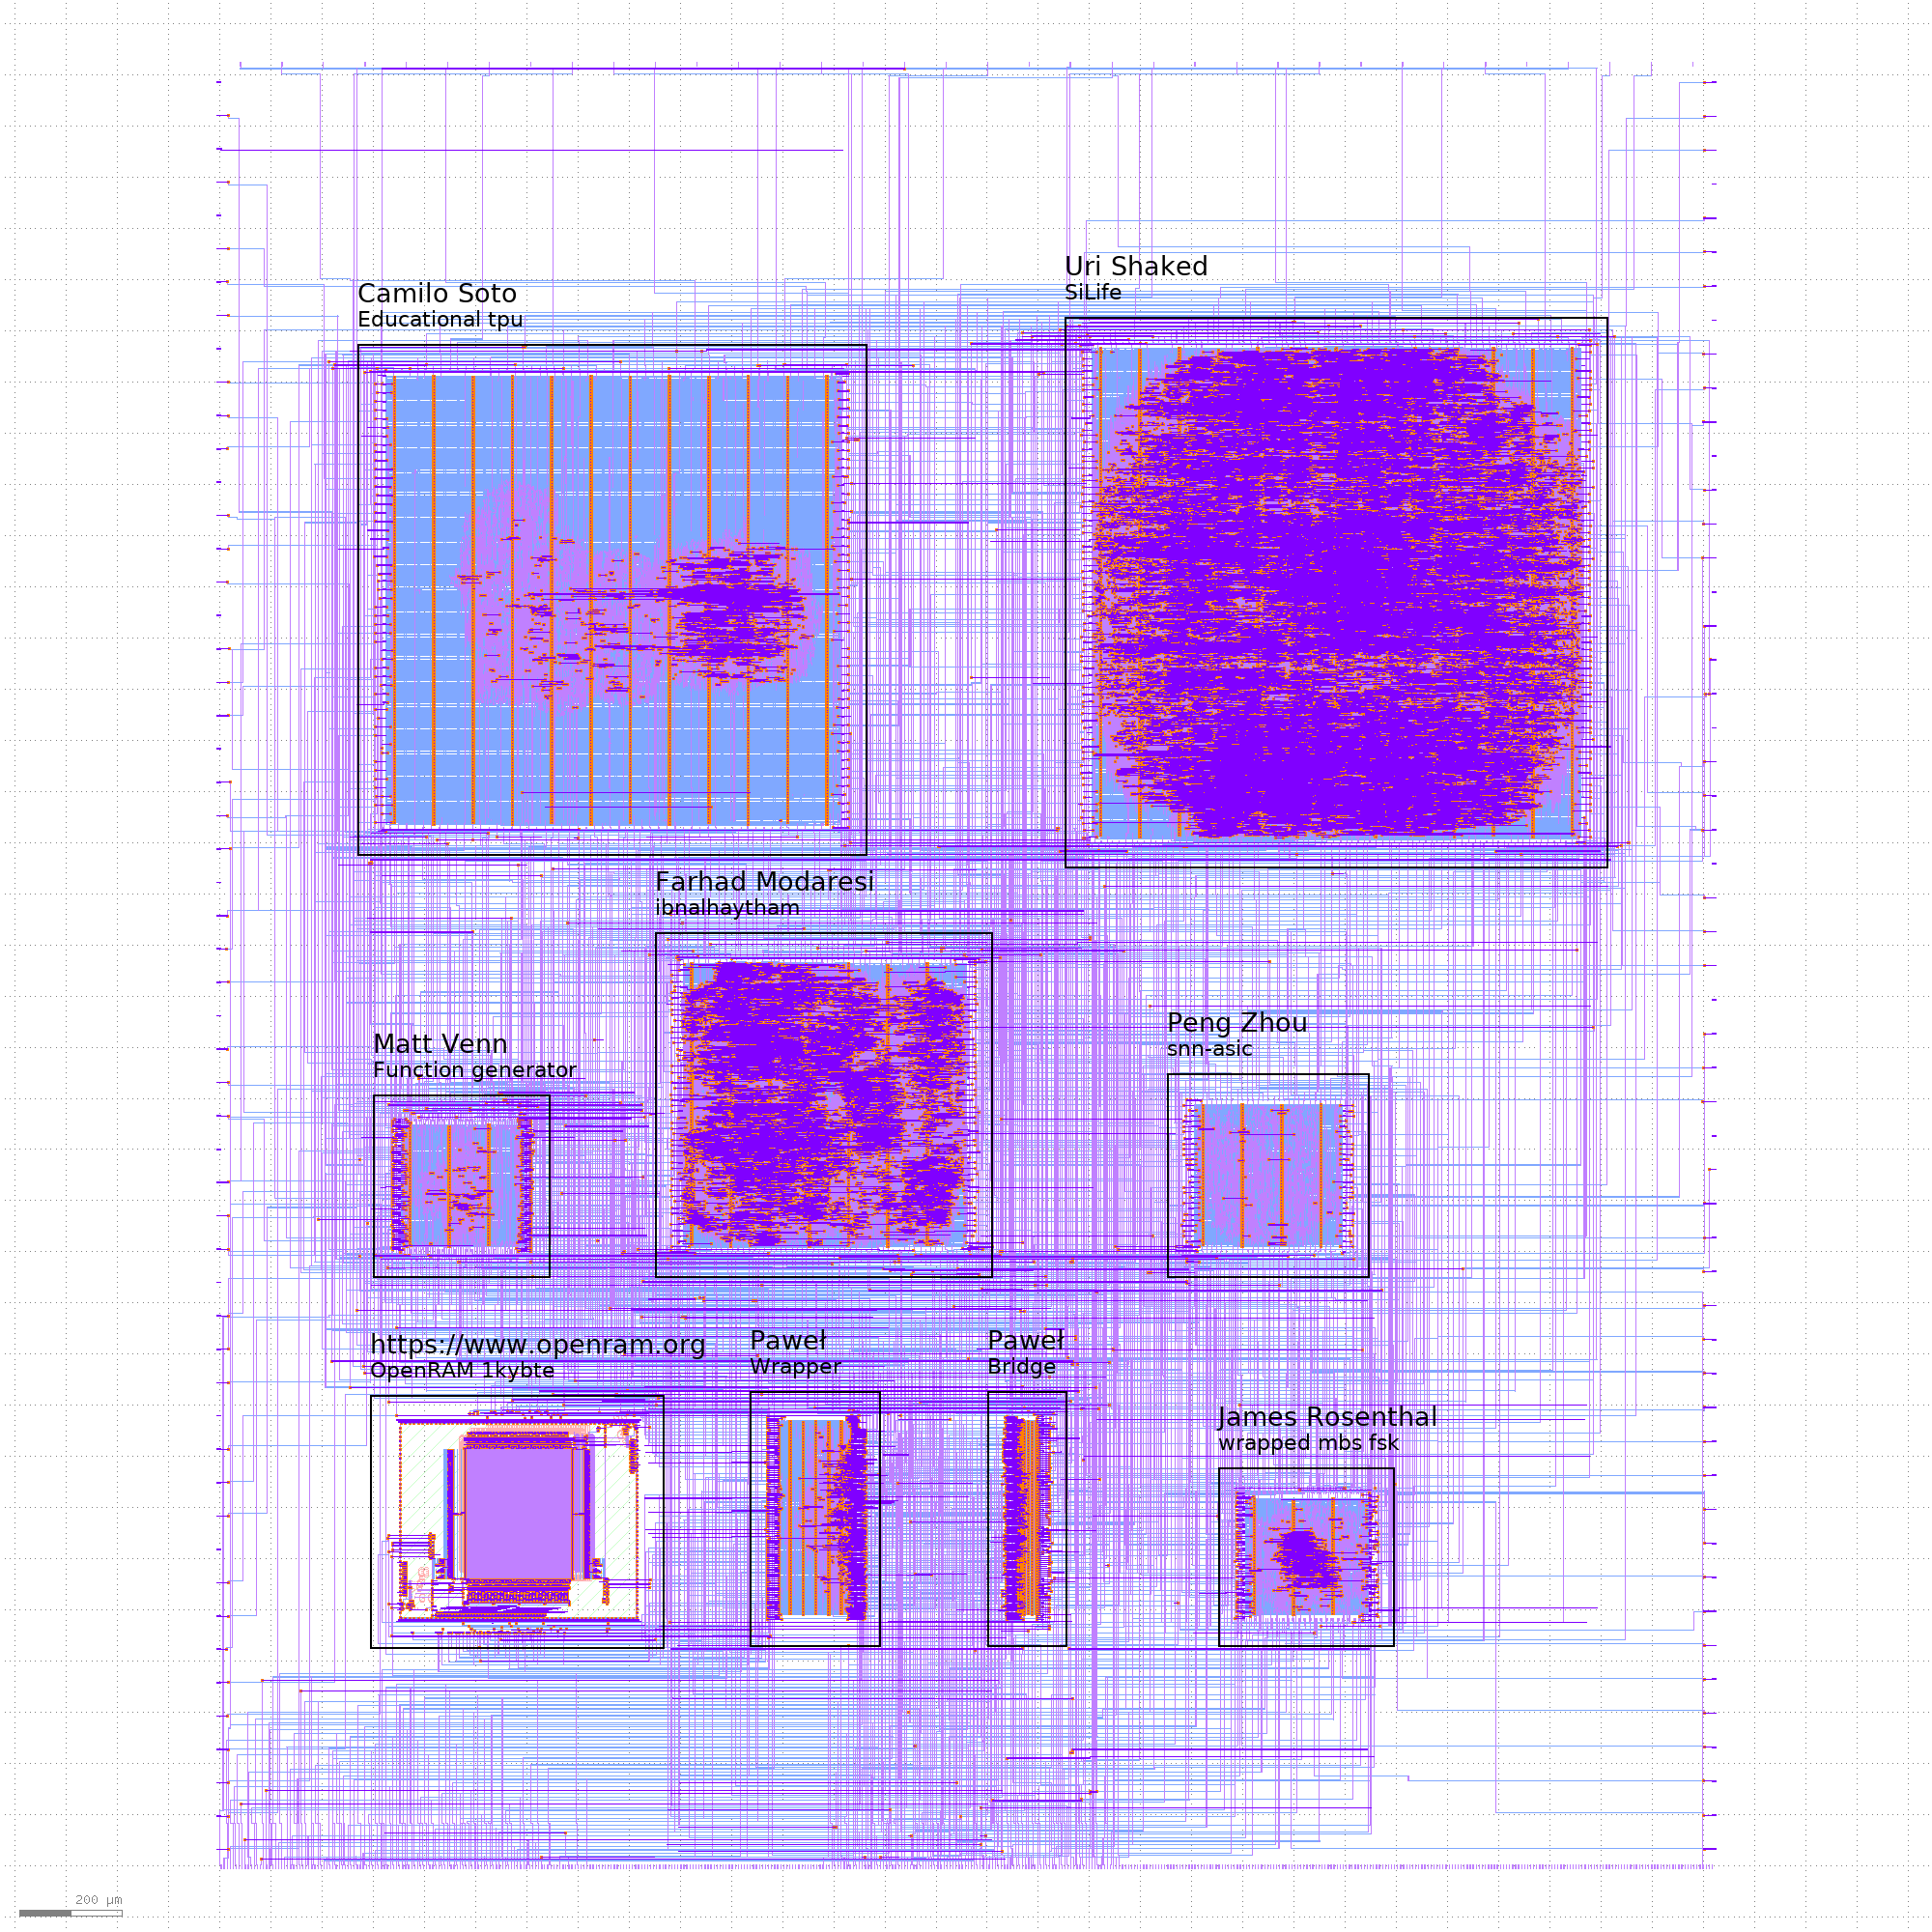 Uri Shaked
SiLife
Camilo Soto
Educational tpu
Farhad Modaresi
ibnalhaytham
Peng Zhou
snn-asic
Matt Venn
Function generator
https://www.openram.org
OpenRAM 1kybte
Paweł
Wrapper
Paweł
Bridge
James Rosenthal
wrapped mbs fsk
200 µm